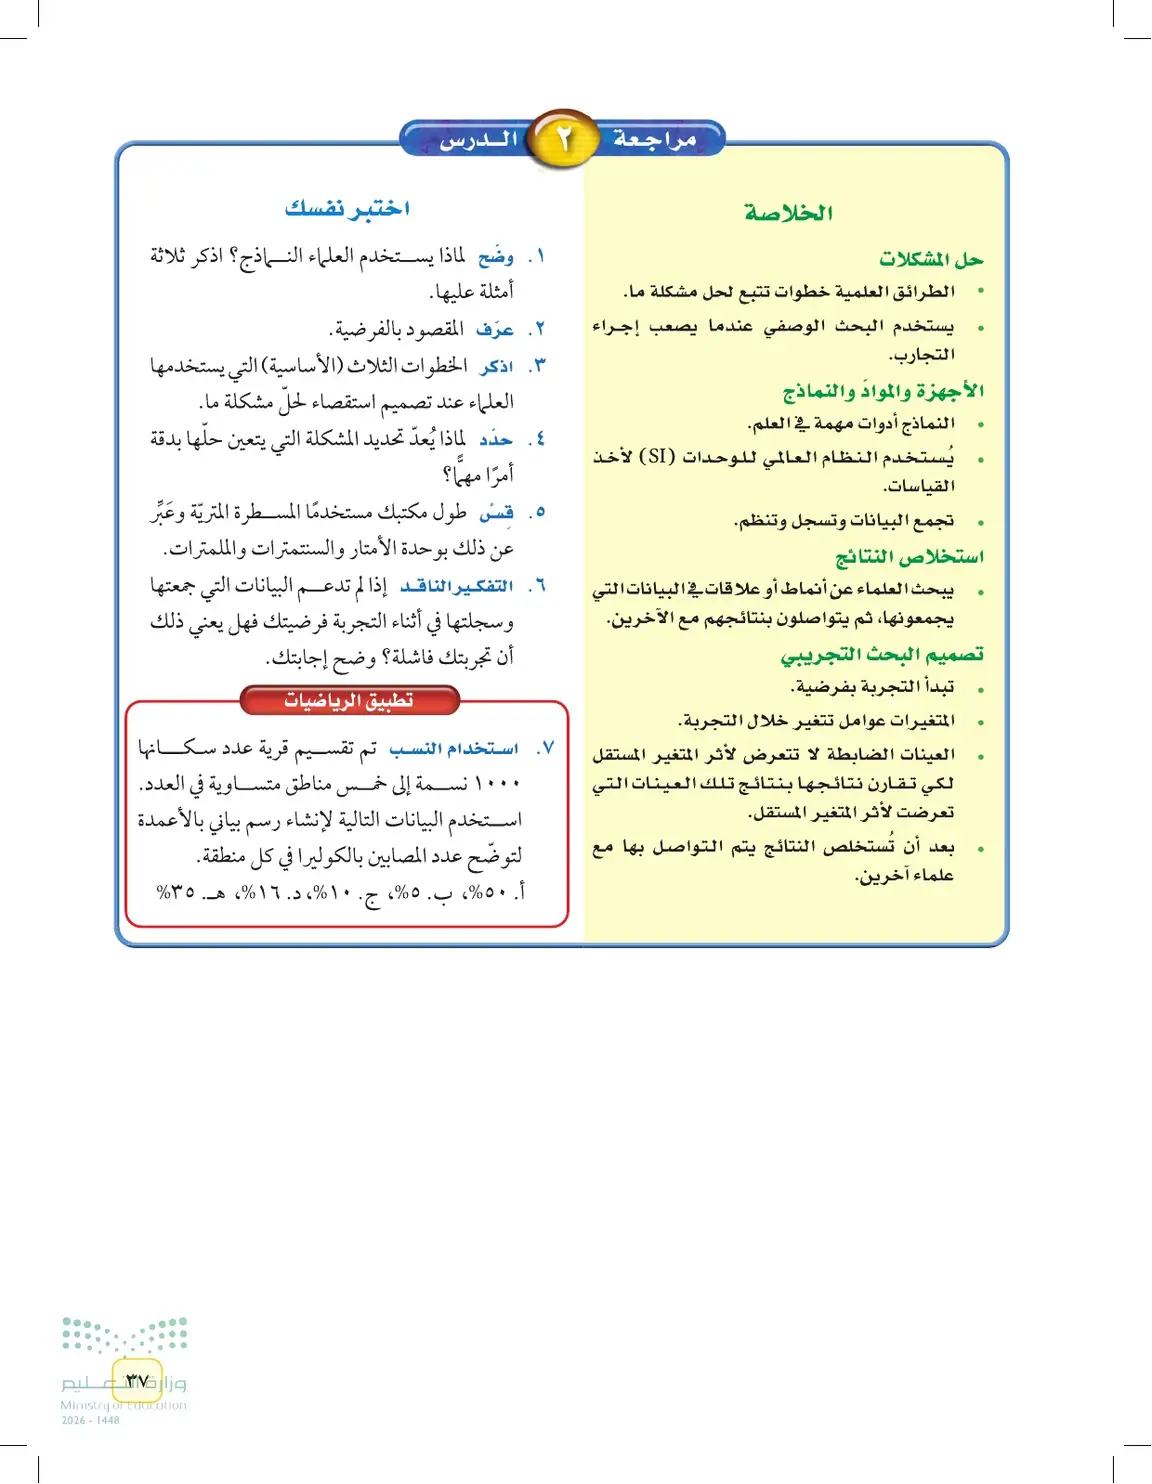 مراجعة ٢ الدرس
الخلاصة
حل المشكلات
• الطرائق العلمية خطوات تتبع لحل مشكلة ما.
• يستخدم البحث الوصفي عندما يصعب إجراء
التجارب.
الأجهزة والموادّ والنماذج
• النماذج أدوات مهمة في العلم.
• يُستخدم النظام العالمي للوحدات (SI) لأخذ
القياسات.
• تجمع البيانات وتسجل وتنظم.
استخلاص النتائج
• يبحث العلماء عن أنماط أو علاقات في البيانات التي
يجمعونها، ثم يتواصلون بنتائجهم مع الآخرين.
تصميم البحث التجريبي
• تبدأ التجربة بفرضية.
• المتغيرات عوامل تتغير خلال التجربة.
• العينات الضابطة لا تتعرض لأثر المتغير المستقل
لكي تقارن نتائجها بنتائج تلك العينات التي
تعرضت لأثر المتغير المستقل.
• بعد أن تُستخلص النتائج يتم التواصل بها مع
علماء آخرين.
اختبر نفسك
١. وضّح لماذا يستخدم العلماء النماذج؟ اذكر ثلاثة
أمثلة عليها.
٢. عرّف المقصود بالفرضية.
٣. اذكر الخطوات الثلاث (الأساسية) التي يستخدمها
العلماء عند تصميم استقصاء لحلّ مشكلة ما.
٤. حدّد لماذا يُعدّ تحديد المشكلة التي يتعين حلّها بدقة
أمرًا مهمًّا؟
٥. قِسْ طول مكتبك مستخدمًا المسطرة المتريّة وعَبِّر
عن ذلك بوحدة الأمتار والسنتمترات والملمترات.
٦. التفكير الناقد إذا لم تدعم البيانات التي جمعتها
وسجلتها في أثناء التجربة فرضيتك فهل يعني ذلك
أن تجربتك فاشلة؟ وضح إجابتك.
تطبيق الرياضيات
٧. استخدام النسب تم تقسيم قرية عدد سكانها
١٠٠٠ نسمة إلى خمس مناطق متساوية في العدد.
استخدم البيانات التالية لإنشاء رسم بياني بالأعمدة
لتوضّح عدد المصابين بالكوليرا في كل منطقة.
أ. ٥٠%، ب. ٥%، ج. ١٠%، د. ١٦%، هـ. ٣٥%
وزارة التعليم
٣٧
Ministry of Education
2026 - 1448